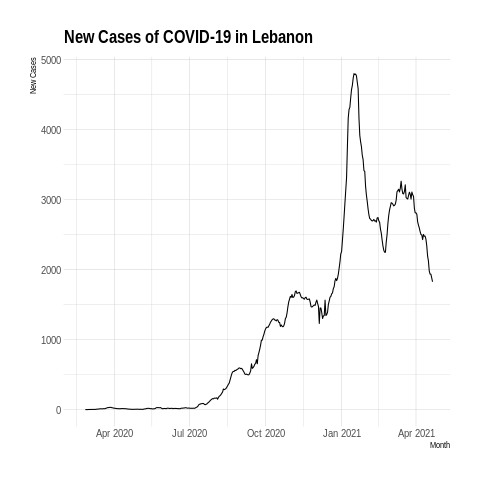 New Cases of COVID-19 in Lebanon
New Cases
5000
4000
3000
2000
1000
0
Apr 2020 Jul 2020 Oct 2020 Jan 2021 Apr 2021
Month